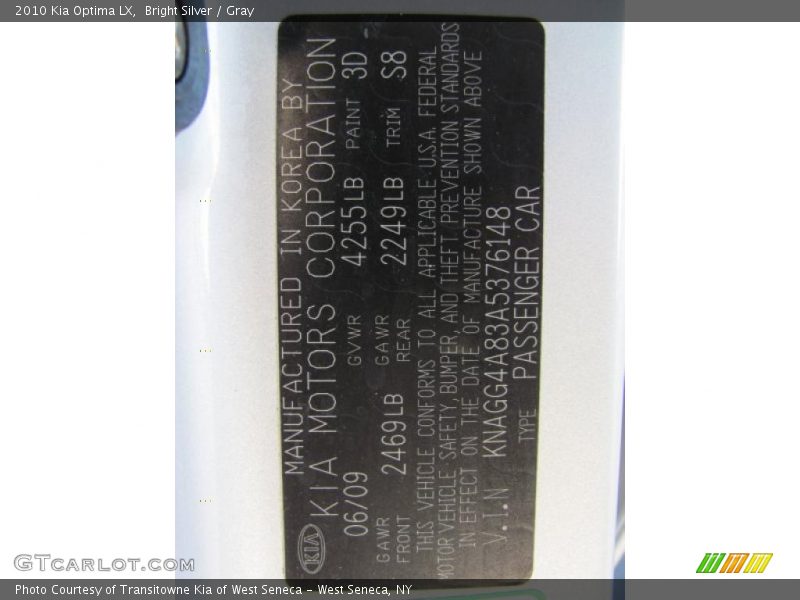 2010 Kia Optima LX,  Bright Silver / Gray
MANUFACTURED IN KOREA BY
KIA KIA MOTORS CORPORATION
06/09 GVWR 4255LB PAINT 3D
GAWR FRONT 2469LB GAWR REAR 2249LB TRIM S8
THIS VEHICLE CONFORMS TO ALL APPLICABLE U.S.A. FEDERAL
MOTOR VEHICLE SAFETY, BUMPER, AND THEFT PREVENTION STANDARDS
IN EFFECT ON THE DATE OF MANUFACTURE SHOWN ABOVE
V.I.N KNAGG4A83A5376148
TYPE PASSENGER CAR
GTCarlot.com
Photo Courtesy of Transitowne Kia of West Seneca - West Seneca, NY